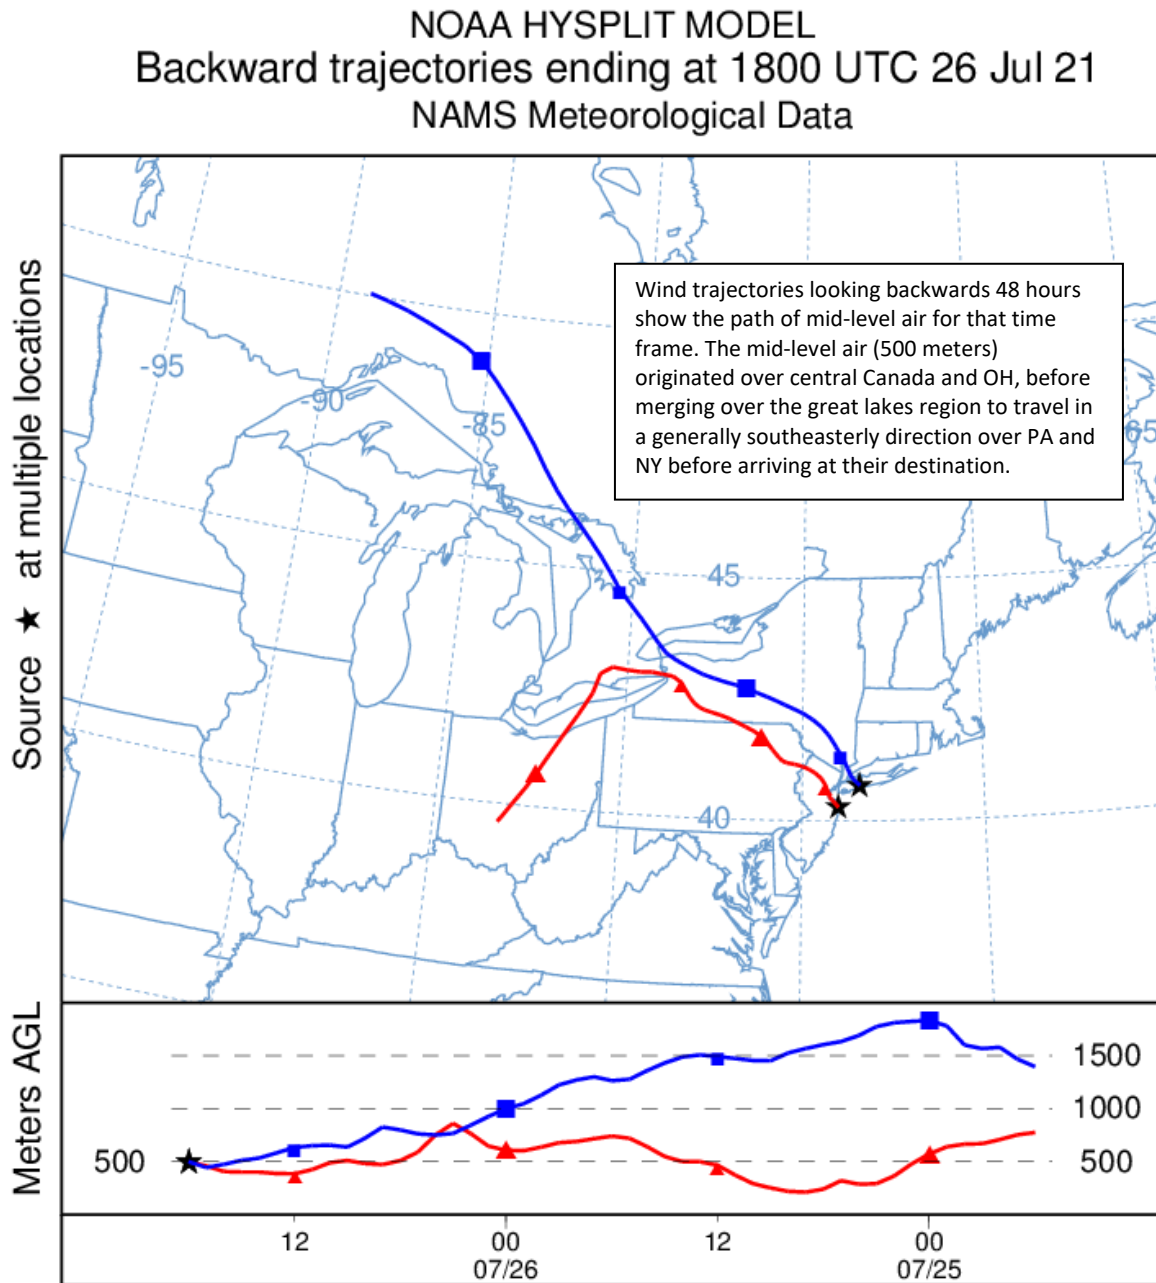 NOAA HYSPLIT MODEL
Backward trajectories ending at 1800 UTC 26 Jul 21
NAMS Meteorological Data
Source ★ at multiple locations
Wind trajectories looking backwards 48 hours
show the path of mid-level air for that time
frame. The mid-level air (500 meters)
originated over central Canada and OH, before
merging over the great lakes region to travel in
a generally southeasterly direction over PA and
NY before arriving at their destination.
-95
-90
-85
65
45
40
Meters AGL
1500
1000
500
500
12
00
12
00
07/26
07/25